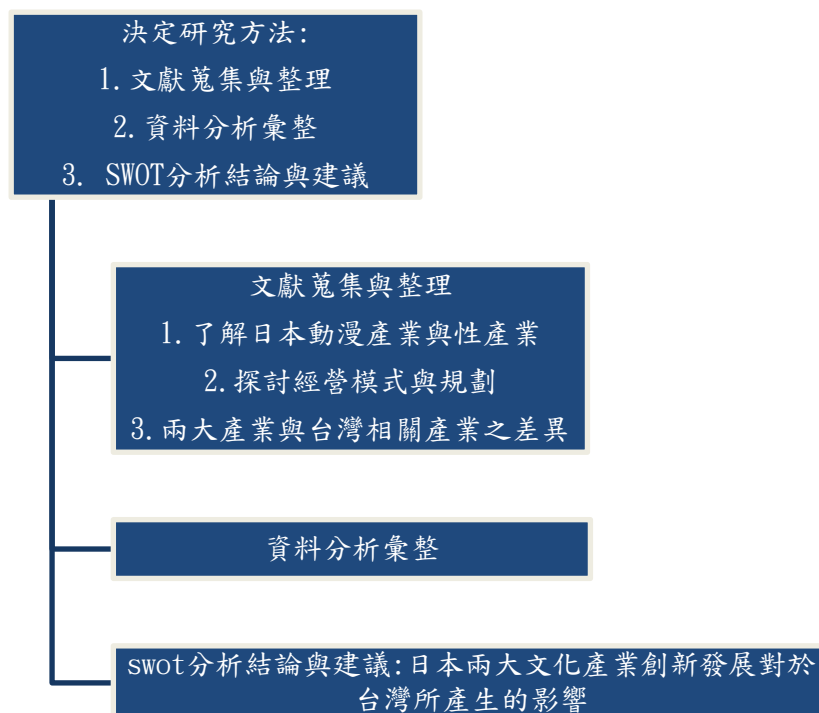 決定研究方法:
1.文獻蒐集與整理
2.資料分析彙整
3. SWOT分析結論與建議
文獻蒐集與整理
1.了解日本動漫產業與性產業
2.探討經營模式與規劃
3.兩大產業與台灣相關產業之差異
資料分析彙整
swot分析結論與建議:日本兩大文化產業創新發展對於
台灣所產生的影響